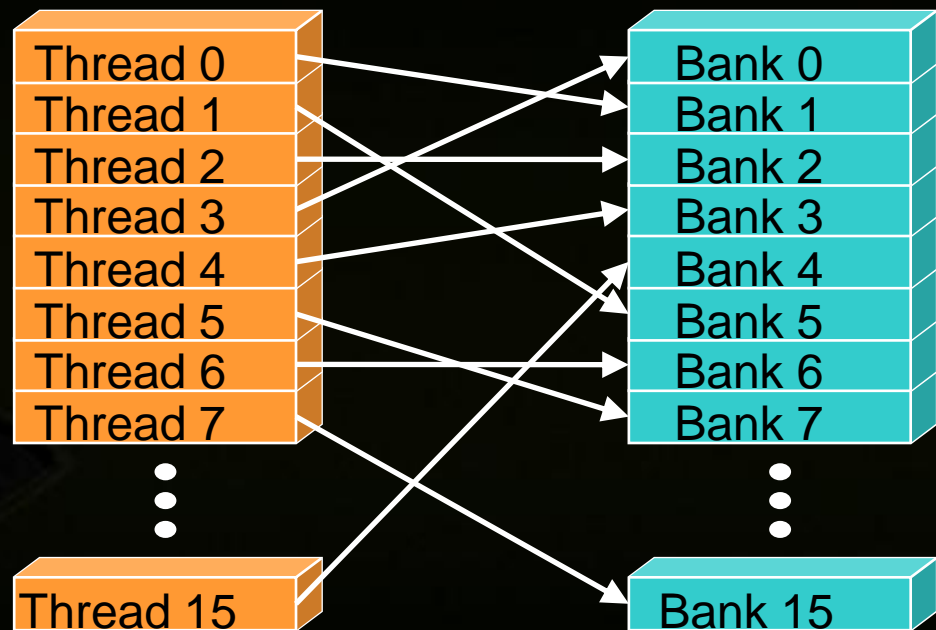 Thread 0
Thread 1
Thread 2
Thread 3
Thread 4
Thread 5
Thread 6
Thread 7
Thread 15
Bank 0
Bank 1
Bank 2
Bank 3
Bank 4
Bank 5
Bank 6
Bank 7
Bank 15